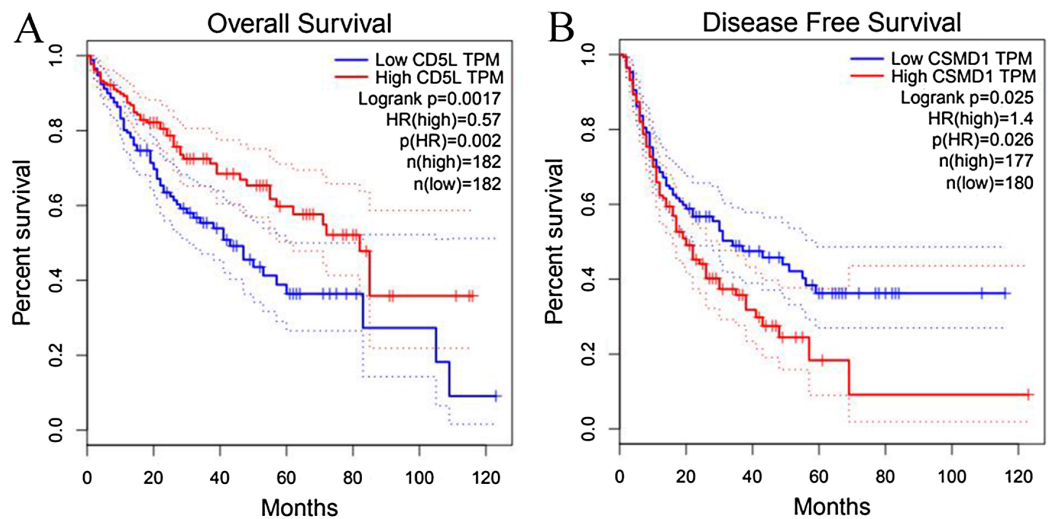 A
Overall Survival
Low CD5L TPM
High CD5L TPM
Logrank p=0.0017
HR(high)=0.57
p(HR)=0.002
n(high)=182
n(low)=182
Percent survival
1.0
0.8
0.6
0.4
0.2
0.0
0 20 40 60 80 100 120
Months
B
Disease Free Survival
Low CSMD1 TPM
High CSMD1 TPM
Logrank p=0.025
HR(high)=1.4
p(HR)=0.026
n(high)=177
n(low)=180
Percent survival
1.0
0.8
0.6
0.4
0.2
0.0
0 20 40 60 80 100 120
Months